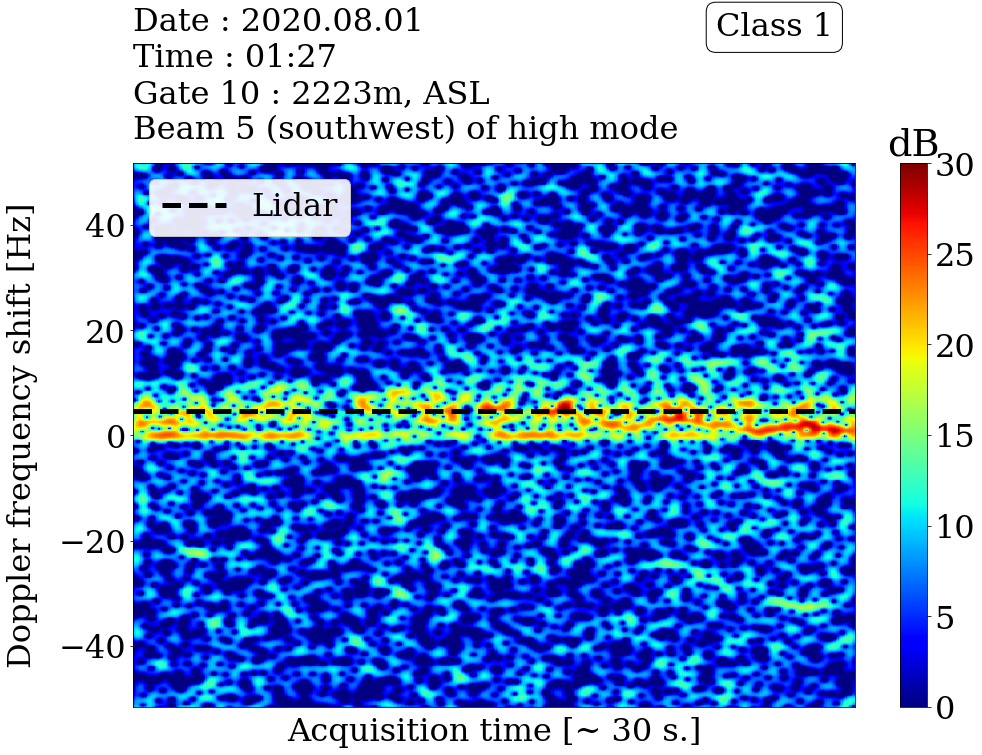 Date : 2020.08.01
Time : 01:27
Gate 10 : 2223m, ASL
Beam 5 (southwest) of high mode
Class 1
dB
Lidar
Doppler frequency shift [Hz]
40
20
0
−20
−40
30
25
20
15
10
5
0
Acquisition time [~ 30 s.]